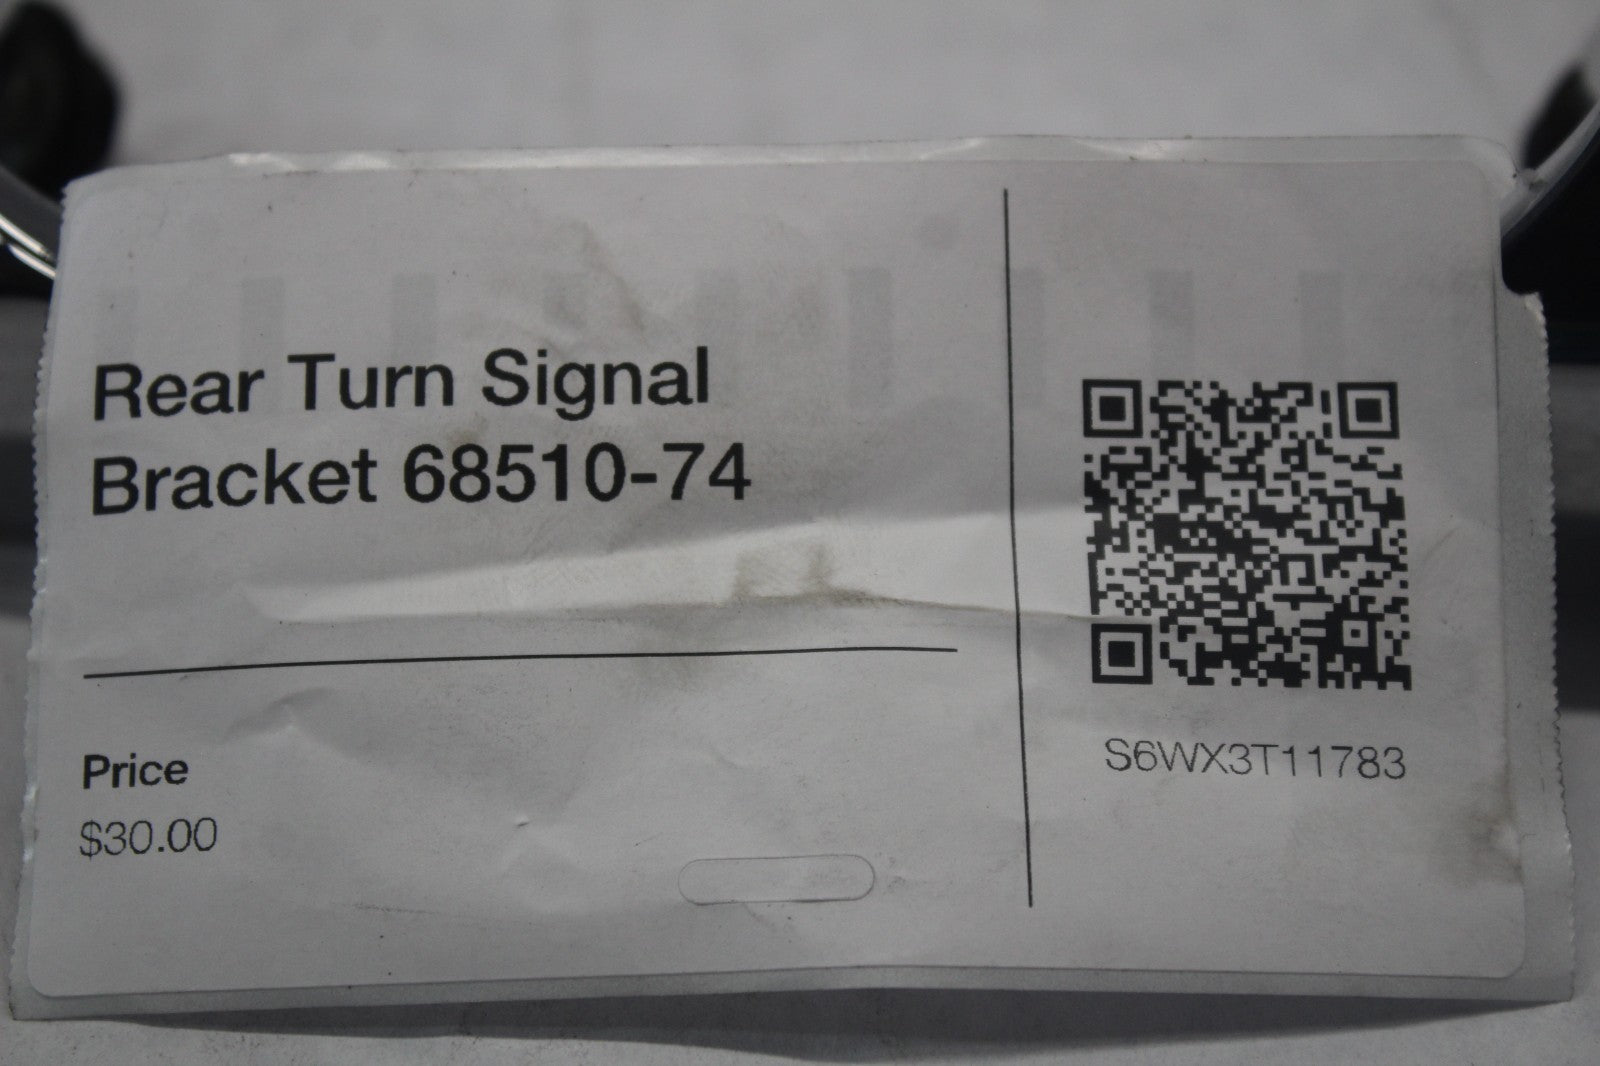 Rear Turn Signal
Bracket 68510-74
Price
$30.00
S6WX3T11783